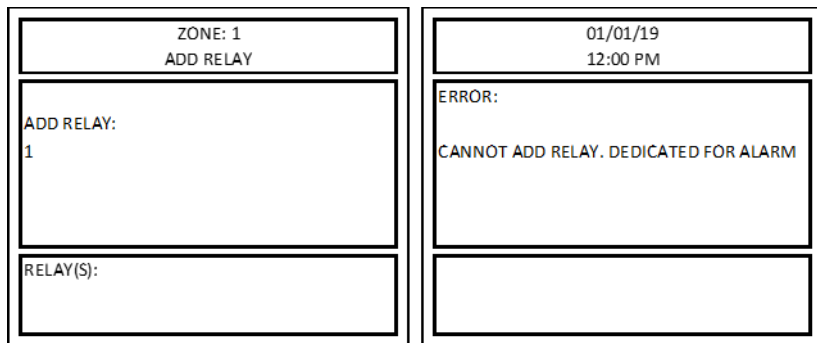 ZONE: 1
ADD RELAY
ADD RELAY:
1
RELAY(S):
01/01/19
12:00 PM
ERROR:
CANNOT ADD RELAY. DEDICATED FOR ALARM